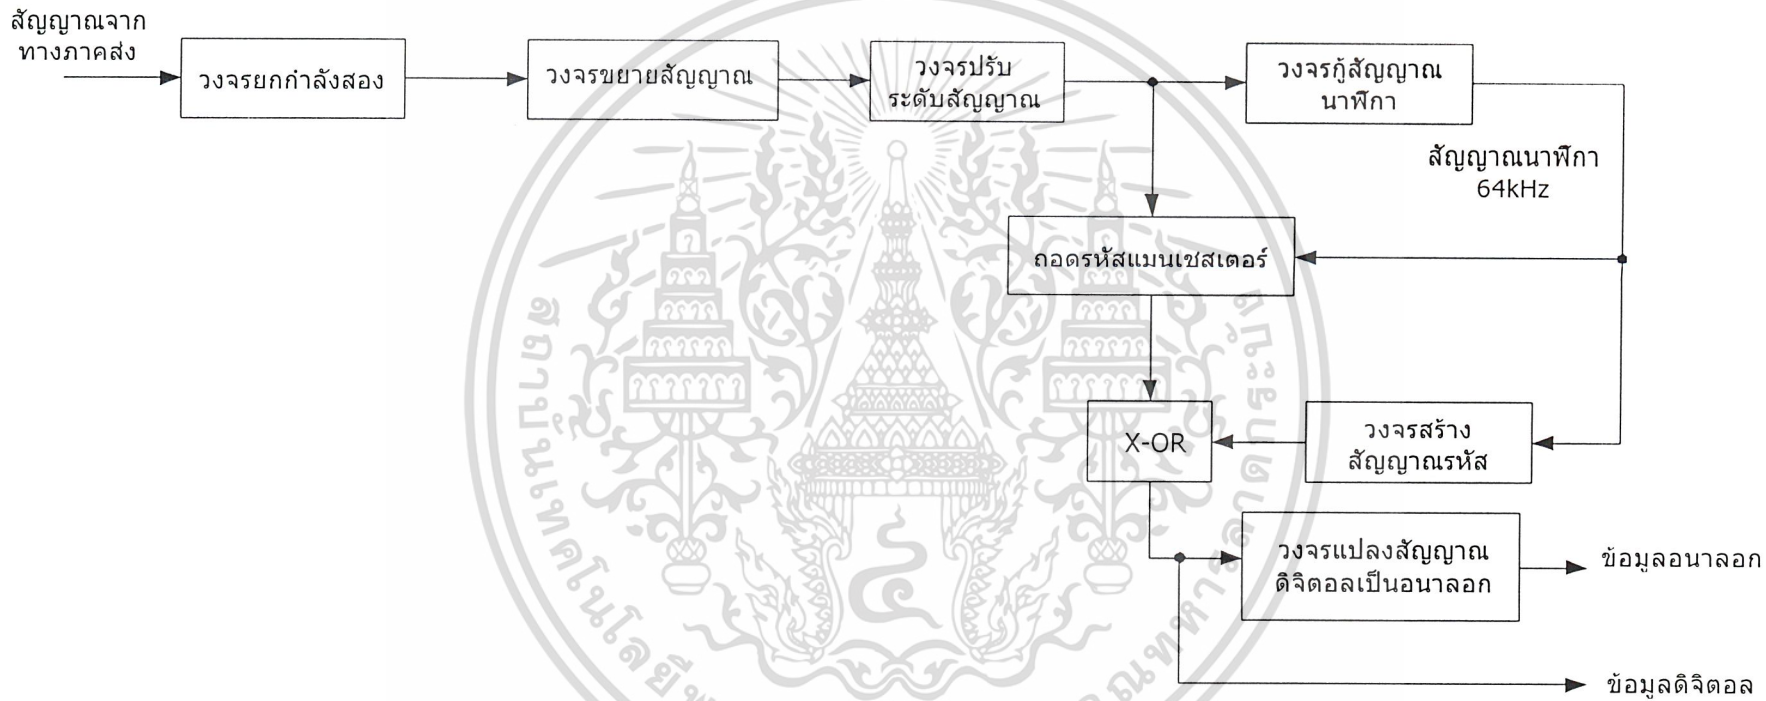 สัญญาณจาก
ทางภาคส่ง
วงจรยกกำลังสอง
วงจรขยายสัญญาณ
วงจรปรับ
ระดับสัญญาณ
วงจรกู้สัญญาณ
นาฬิกา
สัญญาณนาฬิกา
64kHz
ถอดรหัสแมนเชสเตอร์
X-OR
วงจรสร้าง
สัญญาณรหัส
วงจรแปลงสัญญาณ
ดิจิตอลเป็นอนาลอก
ข้อมูลอนาลอก
ข้อมูลดิจิตอล